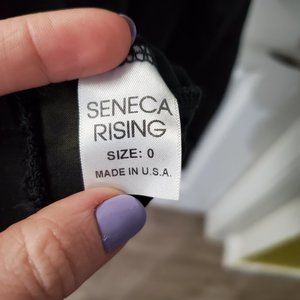 SENECA
RISING
SIZE: 0
MADE IN U.S.A.